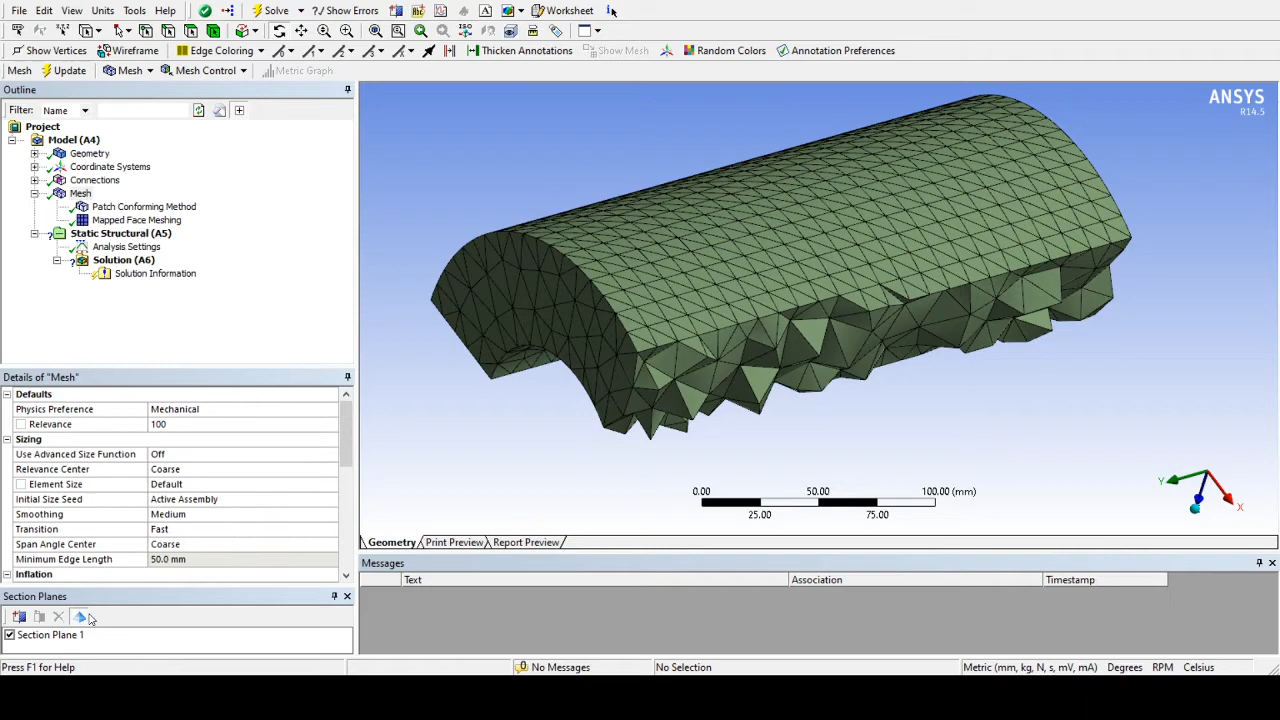 File Edit View Units Tools Help Solve ?/ Show Errors Worksheet
Show Vertices Wireframe Edge Coloring Thicken Annotations Show Mesh Random Colors Annotation Preferences
Mesh Update Mesh Mesh Control Metric Graph
Outline
Filter: Name
Project
Model (A4)
Geometry
Coordinate Systems
Connections
Mesh
Patch Conforming Method
Mapped Face Meshing
Static Structural (A5)
Analysis Settings
Solution (A6)
Solution Information
Details of "Mesh"
Defaults
Physics Preference Mechanical
Relevance 100
Sizing
Use Advanced Size Function Off
Relevance Center Coarse
Element Size Default
Initial Size Seed Active Assembly
Smoothing Medium
Transition Fast
Span Angle Center Coarse
Minimum Edge Length 50.0 mm
Inflation
Section Planes
Section Plane 1
ANSYS
R14.5
0.00 50.00 100.00 (mm)
25.00 75.00
Y X
Geometry Print Preview Report Preview
Messages
Text Association Timestamp
Press F1 for Help No Messages No Selection Metric (mm, kg, N, s, mV, mA) Degrees RPM Celsius